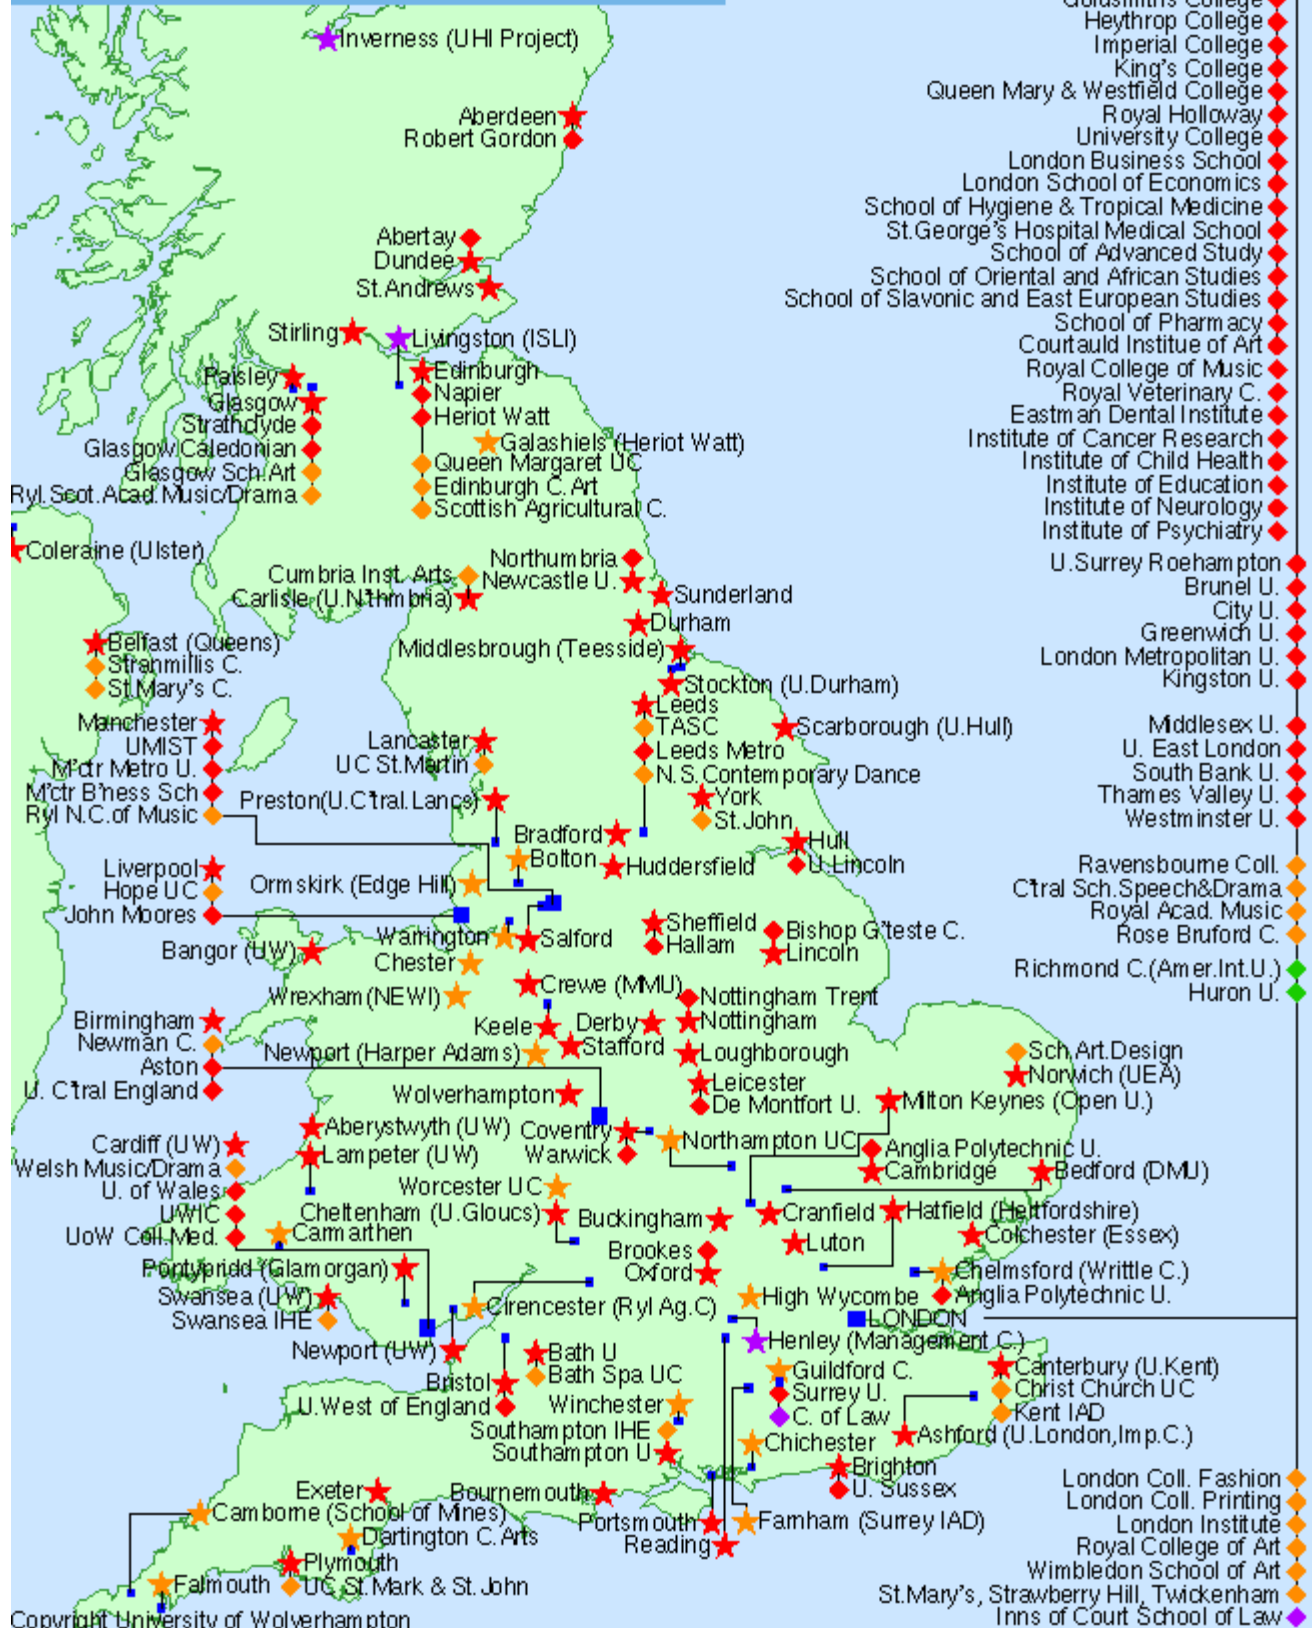 Goldsmiths College
Heythrop College
Inverness (UHI Project)
Imperial College
King's College
Queen Mary & Westfield College
Aberdeen
Royal Holloway
Robert Gordon
University College
London Business School
London School of Economics
School of Hygiene & Tropical Medicine
Abertay
St.George's Hospital Medical School
Dundee
School of Advanced Study
St.Andrews
School of Oriental and African Studies
School of Slavonic and East European Studies
Stirling
Livingston (ISLI)
School of Pharmacy
Courtauld Institue of Art
Paisley
Edinburgh
Royal College of Music
Napier
Royal Veterinary C.
Glasgow
Heriot Watt
Eastman Dental Institute
Strathclyde
Galashiels (Heriot Watt)
Institute of Cancer Research
Glasgow Caledonian
Queen Margaret UC
Institute of Child Health
Glasgow Sch.Art
Edinburgh C.Art
Institute of Education
Ryl.Scot.Acad.Music/Drama
Scottish Agricultural C.
Institute of Neurology
Institute of Psychiatry
Coleraine (Ulster)
Northumbria
U.Surrey Roehampton
Cumbria Inst. Arts
Newcastle U.
Brunel U.
Carlisle (U.N'thmbria)
Sunderland
City U.
Durham
Greenwich U.
Belfast (Queens)
Middlesbrough (Teesside)
London Metropolitan U.
Stranmillis C.
Stockton (U.Durham)
Kingston U.
St.Mary's C.
Leeds
Manchester
TASC
Scarborough (U.Hull)
Middlesex U.
UMIST
Lancaster
Leeds Metro
U. East London
M'ctr Metro U.
UC St.Martin
N.S.Contemporary Dance
South Bank U.
M'ctr B'ness Sch
Preston(U.C'tral.Lancs)
York
Thames Valley U.
Ryl N.C.of Music
St.John
Westminster U.
Bradford
Hull
Liverpool
Bolton
Huddersfield
U.Lincoln
Ravensbourne Coll.
Hope UC
Ormskirk (Edge Hill)
C'tral Sch.Speech&Drama
John Moores
Royal Acad. Music
Sheffield
Bishop G'teste C.
Rose Bruford C.
Bangor (UW)
Warrington
Salford
Hallam
Lincoln
Chester
Richmond C.(Amer.Int.U.)
Wrexham(NEWI)
Crewe (MMU)
Nottingham Trent
Huron U.
Birmingham
Keele
Derby
Nottingham
Newman C.
Newport (Harper Adams)
Stafford
Loughborough
Sch.Art.Design
Aston
Norwich (UEA)
U. C'tral England
Wolverhampton
Leicester
De Montfort U.
Milton Keynes (Open U.)
Aberystwyth (UW)
Coventry
Northampton UC
Anglia Polytechnic U.
Cardiff (UW)
Lampeter (UW)
Warwick
Cambridge
Bedford (DMU)
Welsh Music/Drama
Worcester UC
U. of Wales
UWIC
Cheltenham (U.Gloucs)
Buckingham
Cranfield
Hatfield (Hertfordshire)
UoW Coll.Med.
Carmarthen
Luton
Colchester (Essex)
Brookes
Pontypridd (Glamorgan)
Oxford
Chelmsford (Writtle C.)
Swansea (UW)
Cirencester (Ryl Ag.C)
High Wycombe
Anglia Polytechnic U.
Swansea IHE
LONDON
Newport (UW)
Bath U
Henley (Management C.)
Bath Spa UC
Guildford C.
Canterbury (U.Kent)
Bristol
Surrey U.
Christ Church UC
U.West of England
Winchester
C. of Law
Kent IAD
Southampton IHE
Chichester
Ashford (U.London,Imp.C.)
Southampton U
Brighton
London Coll. Fashion
Exeter
Bournemouth
U. Sussex
London Coll. Printing
Camborne (School of Mines)
Portsmouth
Farnham (Surrey IAD)
London Institute
Dartington C.Arts
Reading
Royal College of Art
Plymouth
Wimbledon School of Art
Falmouth
UC St.Mark & St.John
St.Mary's, Strawberry Hill, Twickenham
Copyright University of Wolverhampton
Inns of Court School of Law